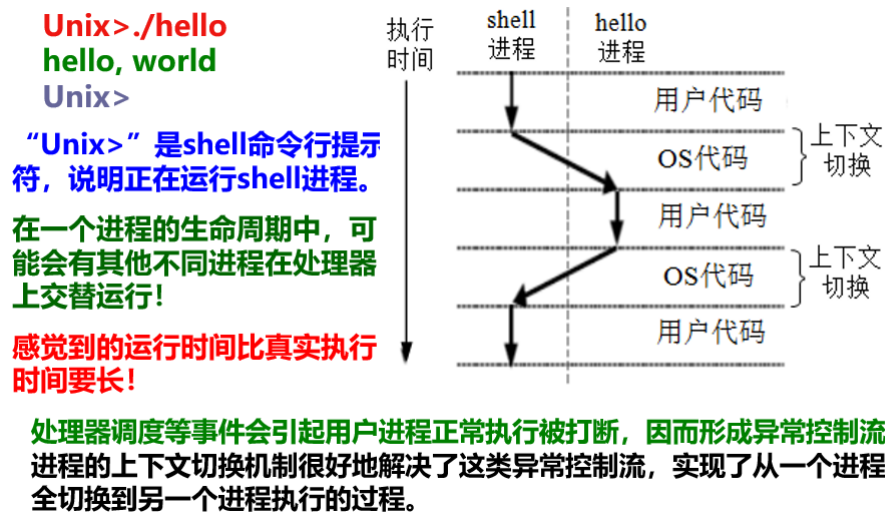 Unix>./hello
hello, world
Unix>
“Unix>”是shell命令行提示
符，说明正在运行shell进程。
在一个进程的生命周期中，可
能会有其他不同进程在处理器
上交替运行！
感觉到的运行时间比真实执行
时间要长！
执行
时间
shell
进程
hello
进程
用户代码
OS代码
上下文
切换
用户代码
OS代码
上下文
切换
用户代码
处理器调度等事件会引起用户进程正常执行被打断，因而形成异常控制流
进程的上下文切换机制很好地解决了这类异常控制流，实现了从一个进程
全切换到另一个进程执行的过程。